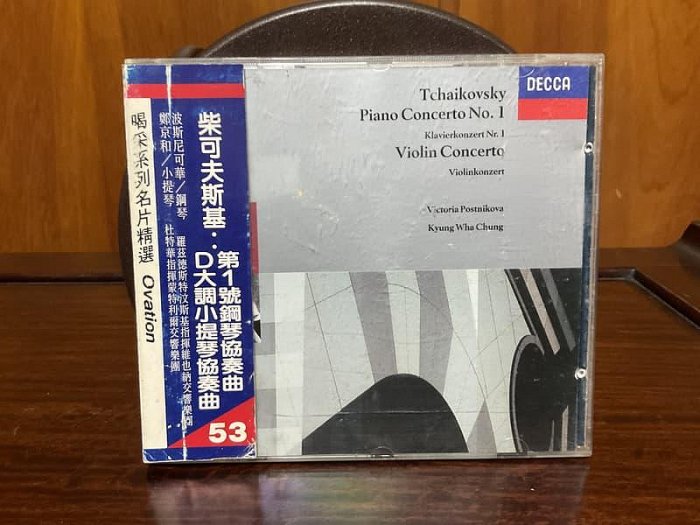 喝采系列名片精選 Ovation
柴可夫斯基：第1號鋼琴協奏曲
D大調小提琴協奏曲
波斯尼可華／鋼琴 羅茲德斯特汶斯基指揮維也納交響樂團
鄭京和／小提琴 杜特華指揮蒙特利爾交響樂團
53
DECCA
Tchaikovsky
Piano Concerto No. 1
Klavierkonzert Nr. 1
Violin Concerto
Violinkonzert
Victoria Postnikova
Kyung Wha Chung